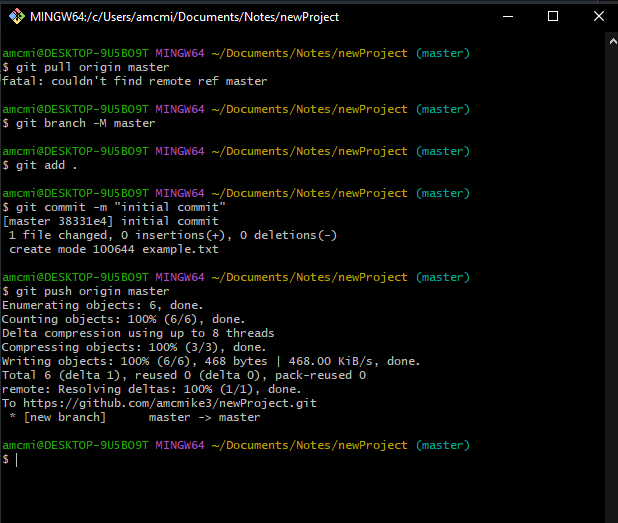 MINGW64:/c/Users/amcmi/Documents/Notes/newProject
amcmi@DESKTOP-9U5BO9T MINGW64 ~/Documents/Notes/newProject (master)
$ git pull origin master
fatal: couldn't find remote ref master
amcmi@DESKTOP-9U5BO9T MINGW64 ~/Documents/Notes/newProject (master)
$ git branch -M master
amcmi@DESKTOP-9U5BO9T MINGW64 ~/Documents/Notes/newProject (master)
$ git add .
amcmi@DESKTOP-9U5BO9T MINGW64 ~/Documents/Notes/newProject (master)
$ git commit -m "initial commit"
[master 38331e4] initial commit
 1 file changed, 0 insertions(+), 0 deletions(-)
 create mode 100644 example.txt
amcmi@DESKTOP-9U5BO9T MINGW64 ~/Documents/Notes/newProject (master)
$ git push origin master
Enumerating objects: 6, done.
Counting objects: 100% (6/6), done.
Delta compression using up to 8 threads
Compressing objects: 100% (3/3), done.
Writing objects: 100% (6/6), 468 bytes | 468.00 KiB/s, done.
Total 6 (delta 1), reused 0 (delta 0), pack-reused 0
remote: Resolving deltas: 100% (1/1), done.
To https://github.com/amcmike3/newProject.git
 * [new branch]      master -> master
amcmi@DESKTOP-9U5BO9T MINGW64 ~/Documents/Notes/newProject (master)
$